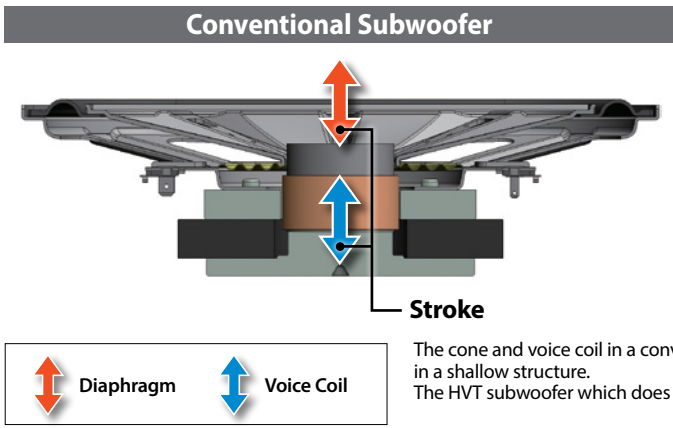 Conventional Subwoofer
Stroke
Diaphragm
Voice Coil
The cone and voice coil in a
in a shallow structure.
The HVT subwoofer which does